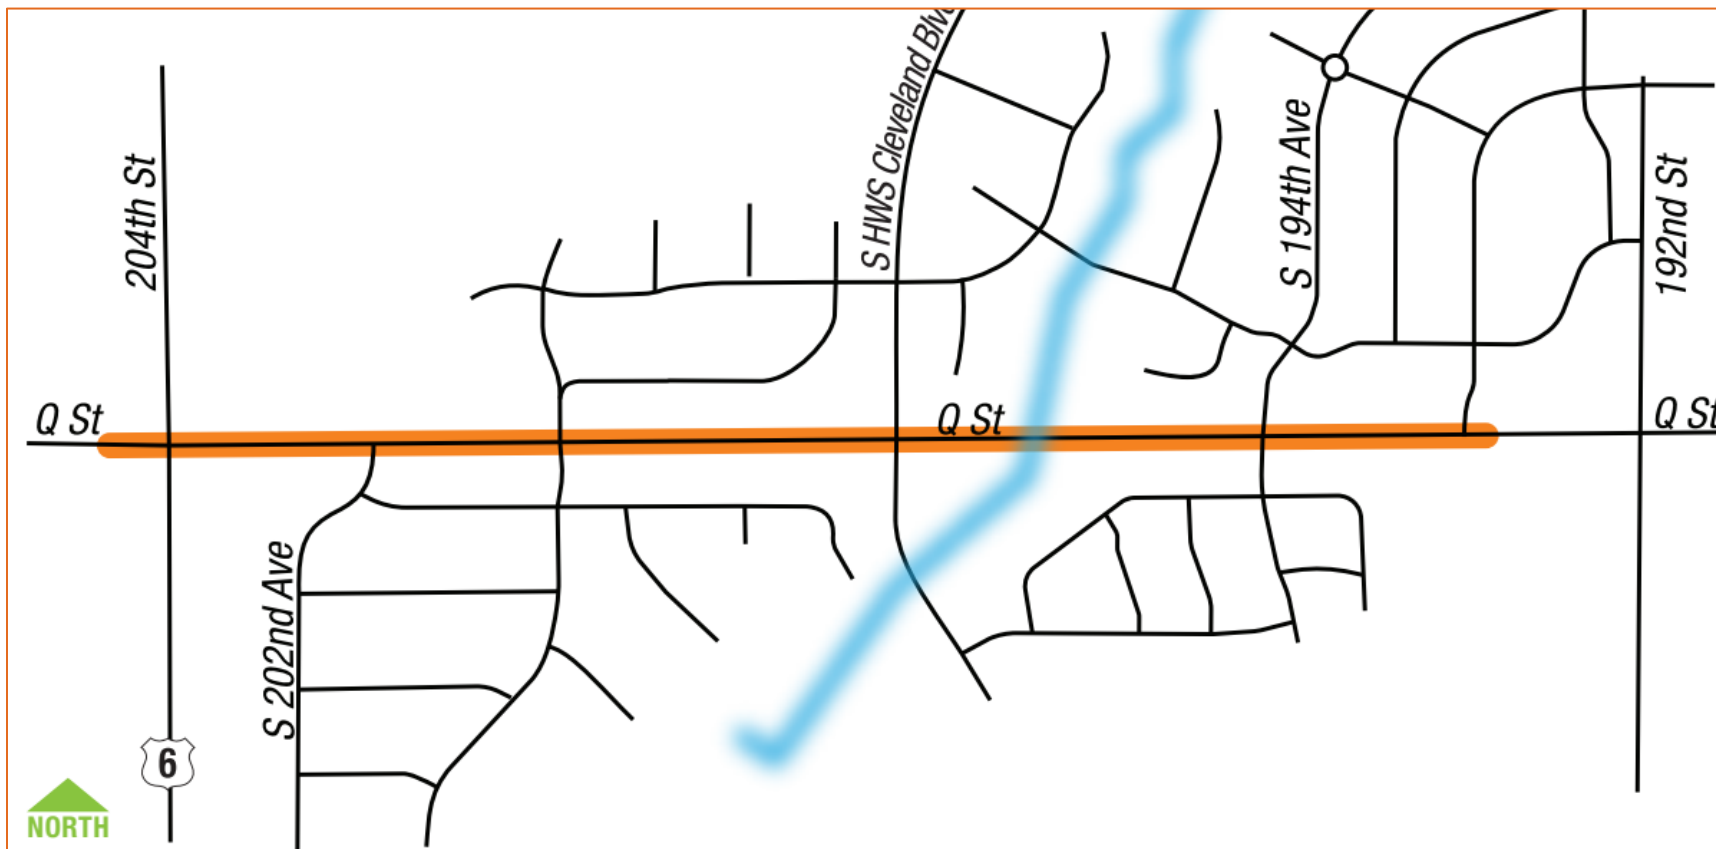 S HWS Cleveland Blvd
204th St
S 194th Ave
192nd St
Q St
Q St
Q St
S 202nd Ave
6
NORTH